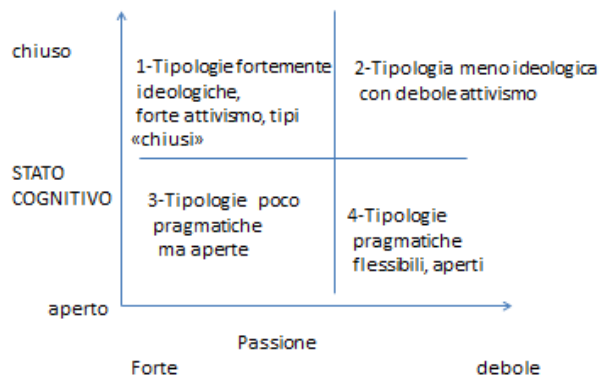 chiuso
1-Tipologie fortemente
ideologiche,
forte attivismo, tipi
«chiusi»
2-Tipologia meno ideologica
con debole attivismo
STATO
COGNITIVO
3-Tipologie poco
pragmatiche
ma aperte
4-Tipologie
pragmatiche
flessibili, aperti
aperto
Passione
Forte
debole